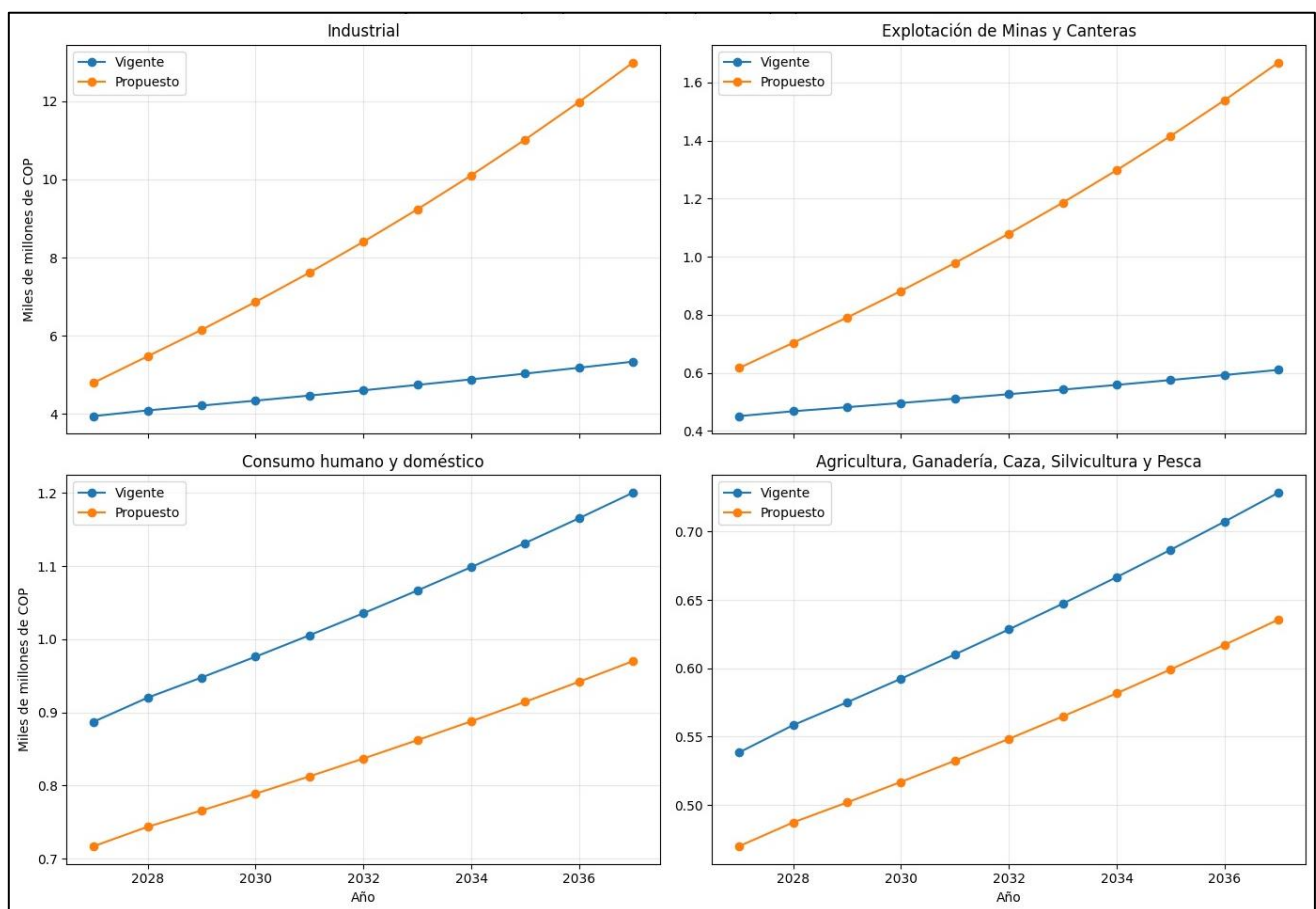 Industrial
Vigente
Propuesto
12
10
8
6
4
Miles de millones de COP
Explotación de Minas y Canteras
Vigente
Propuesto
1.6
1.4
1.2
1.0
0.8
0.6
0.4
Consumo humano y doméstico
Vigente
Propuesto
1.2
1.1
1.0
0.9
0.8
0.7
Miles de millones de COP
2028 2030 2032 2034 2036
Año
Agricultura, Ganadería, Caza, Silvicultura y Pesca
Vigente
Propuesto
0.70
0.65
0.60
0.55
0.50
2028 2030 2032 2034 2036
Año